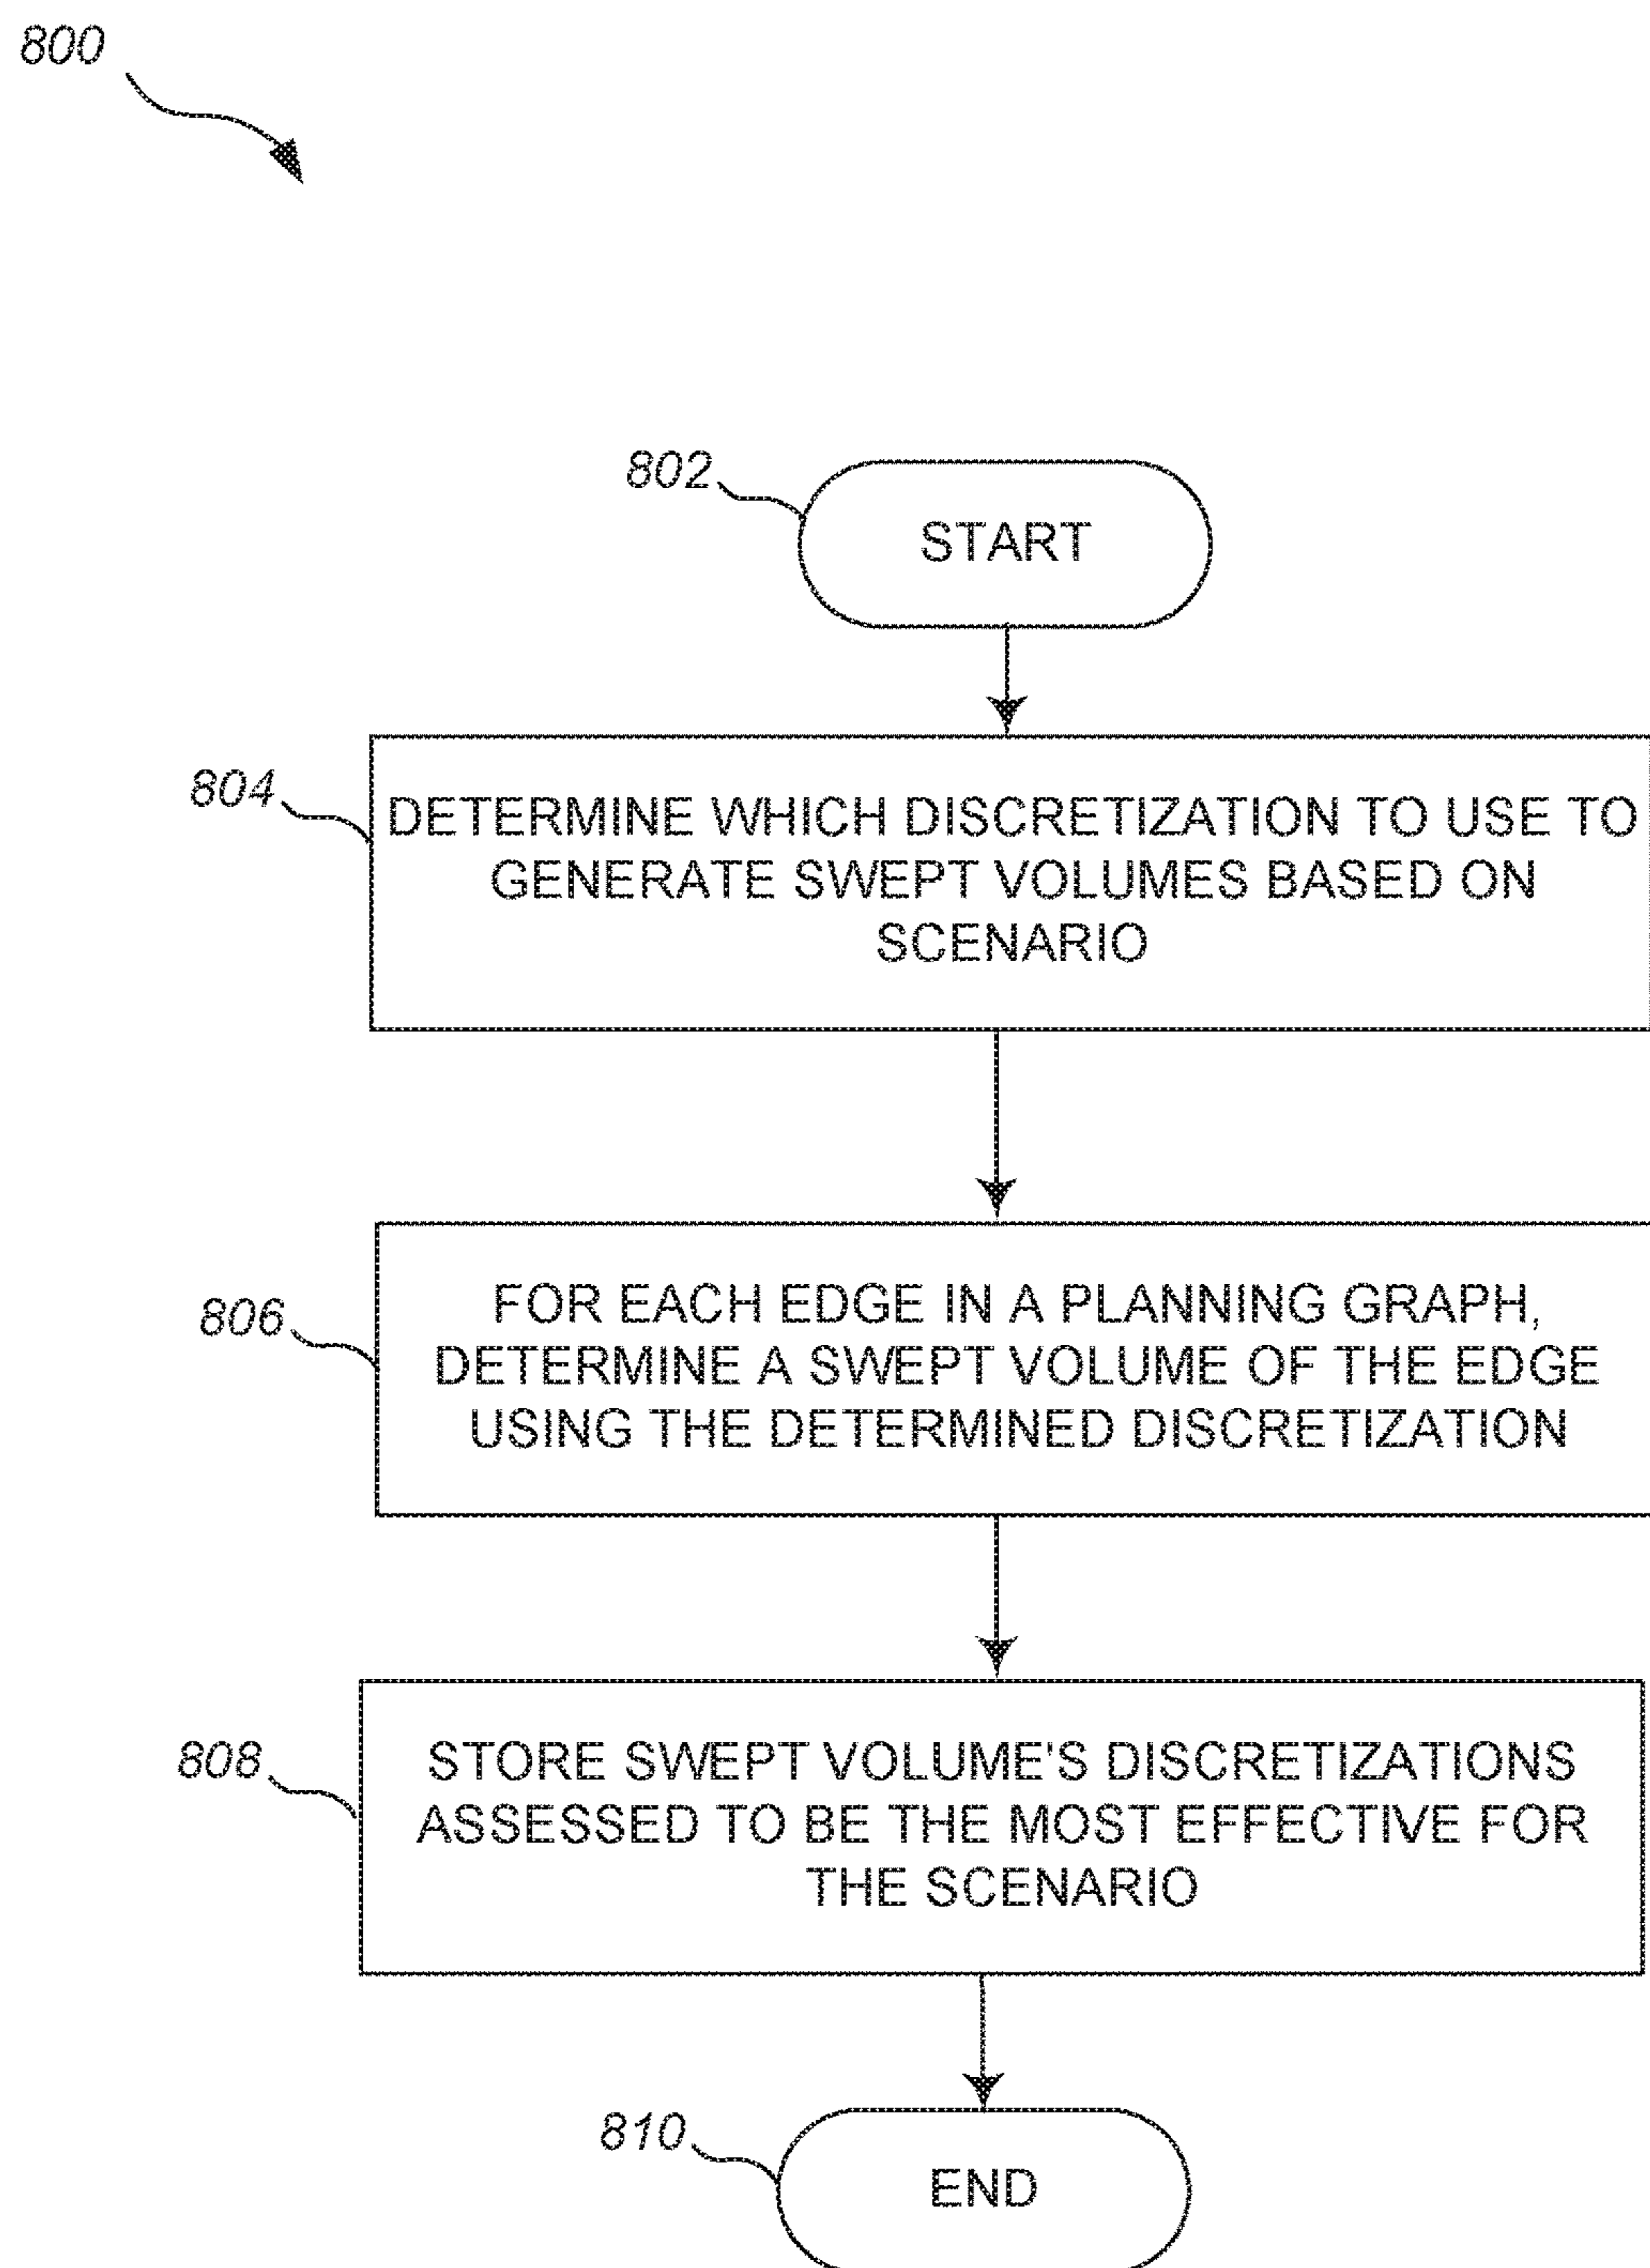 800
802
START
804
DETERMINE WHICH DISCRETIZATION TO USE TO
GENERATE SWEPT VOLUMES BASED ON
SCENARIO
806
FOR EACH EDGE IN A PLANNING GRAPH,
DETERMINE A SWEPT VOLUME OF THE EDGE
USING THE DETERMINED DISCRETIZATION
808
STORE SWEPT VOLUME'S DISCRETIZATIONS
ASSESSED TO BE THE MOST EFFECTIVE FOR
THE SCENARIO
810
END